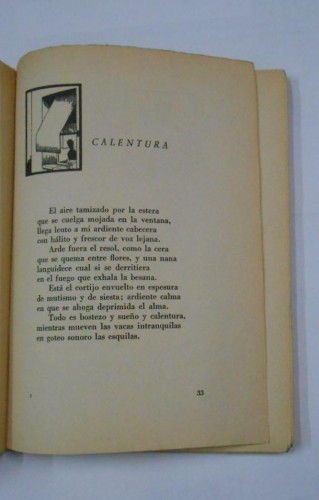 CALENTURA
El aire tamizado por la estera
que se cuelga mojada en la ventana,
llega lento a mi ardiente cabecera
con hálito y frescor de voz lejana.
Arde fuera el resol, como la cera
que se quema entre flores, y una nana
languidece cual si se derritiera
en el fuego que exhala la besana.
Está el cortijo envuelto en espesura
de mutismo y de siesta; ardiente calma
en que se ahoga deprimida el alma.
Todo es bostezo y sueño y calentura,
mientras mueven las vacas intranquilas
en goteo sonoro las esquilas.
33